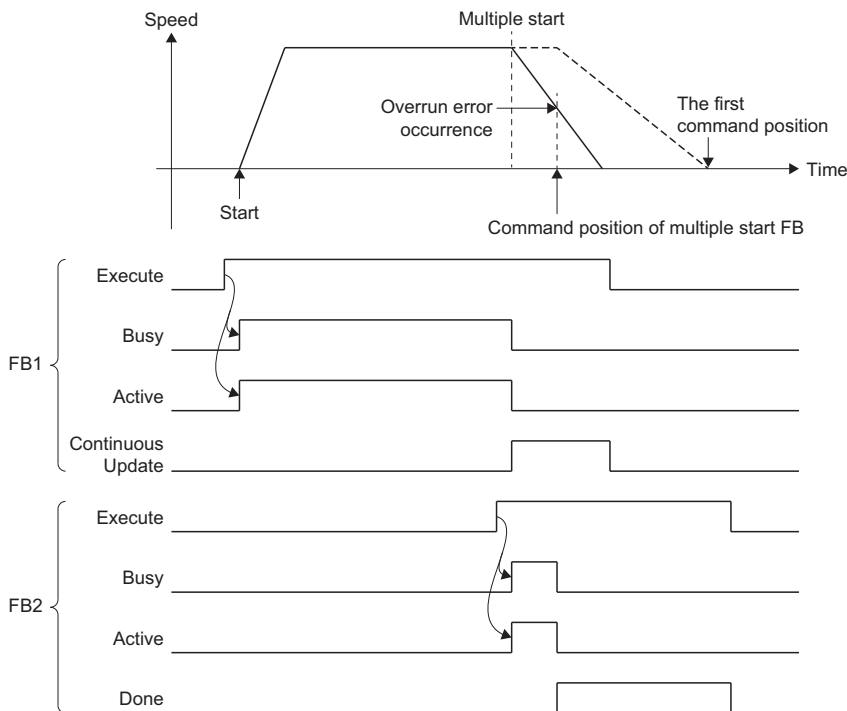 Speed
Multiple start
Overrun error
occurrence
The first
command position
Time
Start
Command position of multiple start FB
FB1
Execute
Busy
Active
Continuous
Update
FB2
Execute
Busy
Active
Done